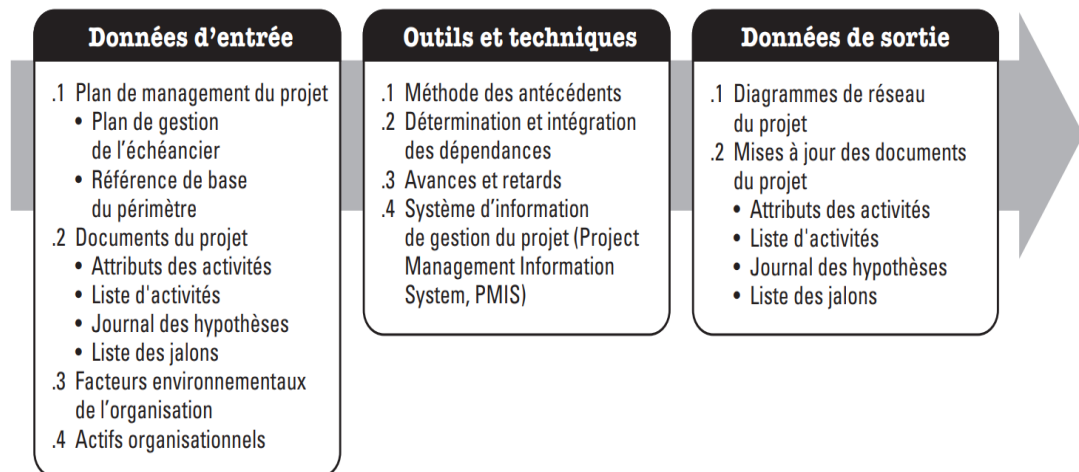 Données d’entrée
.1 Plan de management du projet
• Plan de gestion
de l’échéancier
• Référence de base
du périmètre
.2 Documents du projet
• Attributs des activités
• Liste d'activités
• Journal des hypothèses
• Liste des jalons
.3 Facteurs environnementaux
de l’organisation
.4 Actifs organisationnels
Outils et techniques
.1 Méthode des antécédents
.2 Détermination et intégration
des dépendances
.3 Avances et retards
.4 Système d’information
de gestion du projet (Project
Management Information
System, PMIS)
Données de sortie
.1 Diagrammes de réseau
du projet
.2 Mises à jour des documents
du projet
• Attributs des activités
• Liste d'activités
• Journal des hypothèses
• Liste des jalons